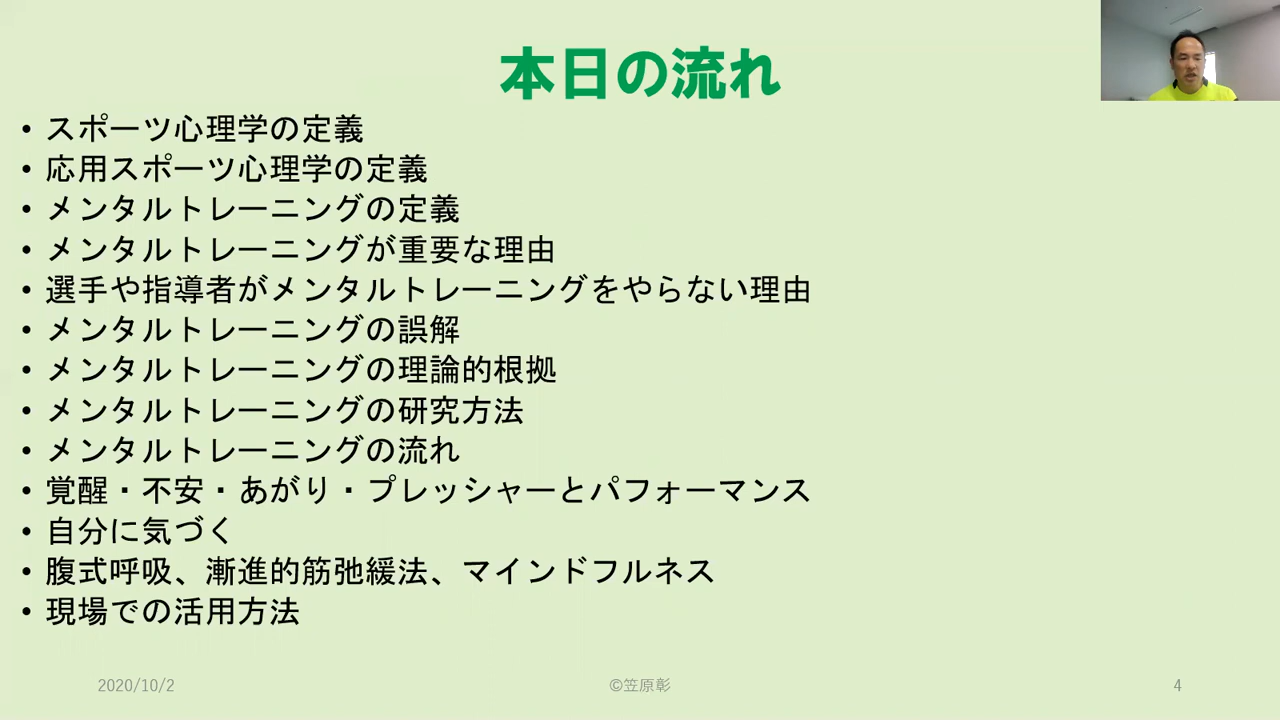 本日の流れ
• スポーツ心理学の定義
• 応用スポーツ心理学の定義
• メンタルトレーニングの定義
• メンタルトレーニングが重要な理由
• 選手や指導者がメンタルトレーニングをやらない理由
• メンタルトレーニングの誤解
• メンタルトレーニングの理論的根拠
• メンタルトレーニングの研究方法
• メンタルトレーニングの流れ
• 覚醒・不安・あがり・プレッシャーとパフォーマンス
• 自分に気づく
• 腹式呼吸、漸進的筋弛緩法、マインドフルネス
• 現場での活用方法
2020/10/2
©笠原彰
4